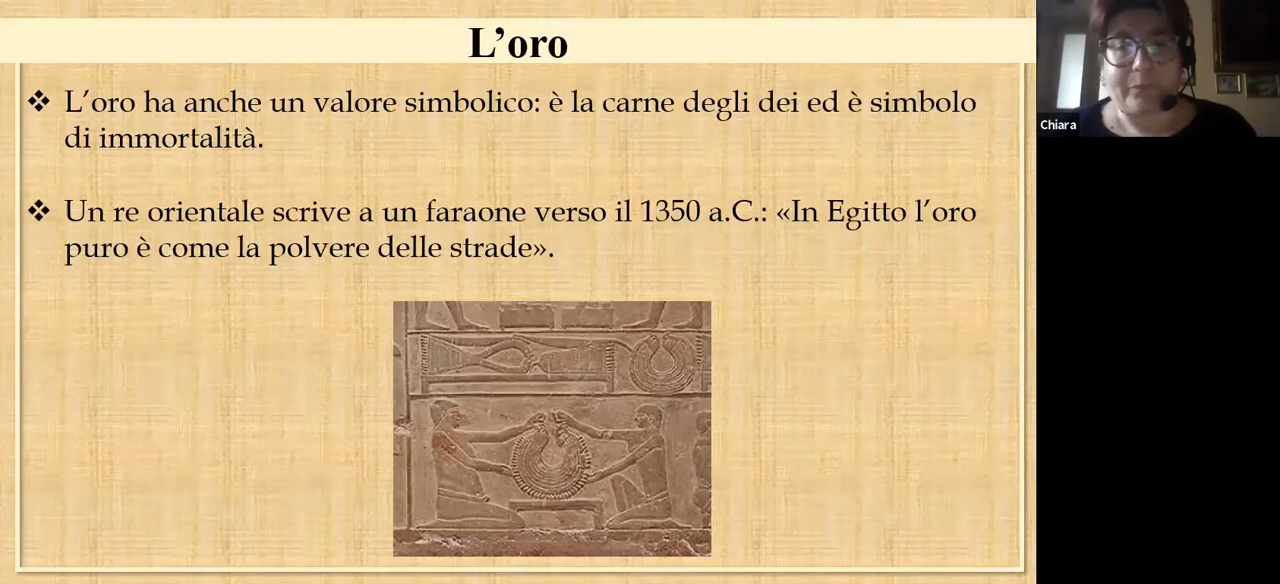 L’oro
❖ L’oro ha anche un valore simbolico: è la carne degli dei ed è simbolo
di immortalità.
❖ Un re orientale scrive a un faraone verso il 1350 a.C.: «In Egitto l’oro
puro è come la polvere delle strade».
Chiara